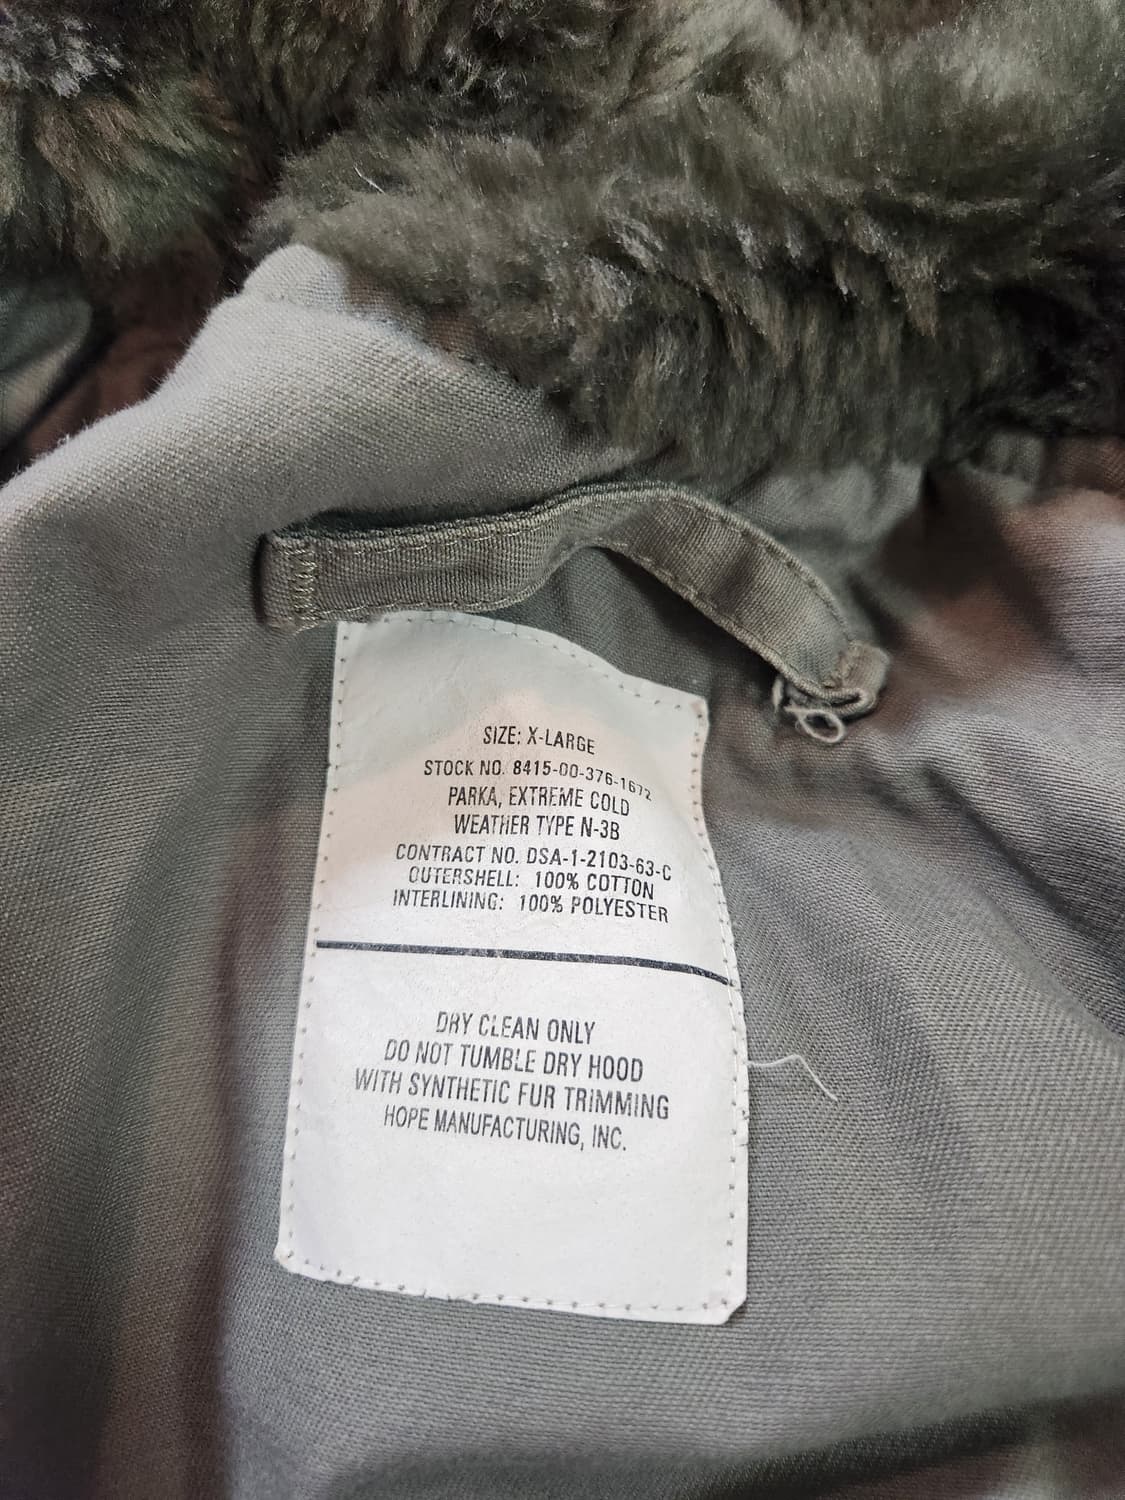 SIZE: X-LARGE
STOCK NO. 8415-00-376-1672
PARKA, EXTREME COLD
WEATHER TYPE N-3B
CONTRACT NO. DSA-1-2103-63-C
OUTERSHELL: 100% COTTON
INTERLINING: 100% POLYESTER
DRY CLEAN ONLY
DO NOT TUMBLE DRY HOOD
WITH SYNTHETIC FUR TRIMMING
HOPE MANUFACTURING, INC.